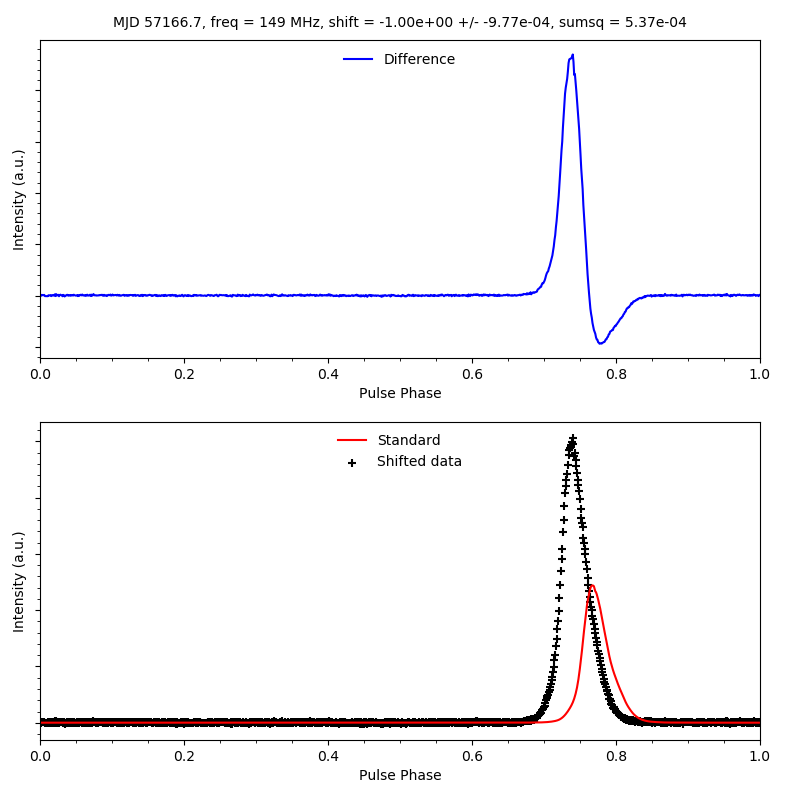 MJD 57166.7, freq = 149 MHz, shift = -1.00e+00 +/- -9.77e-04, sumsq = 5.37e-04
Difference
Intensity (a.u.)
0.0 0.2 0.4 0.6 0.8 1.0
Pulse Phase
Standard
Shifted data
Intensity (a.u.)
0.0 0.2 0.4 0.6 0.8 1.0
Pulse Phase